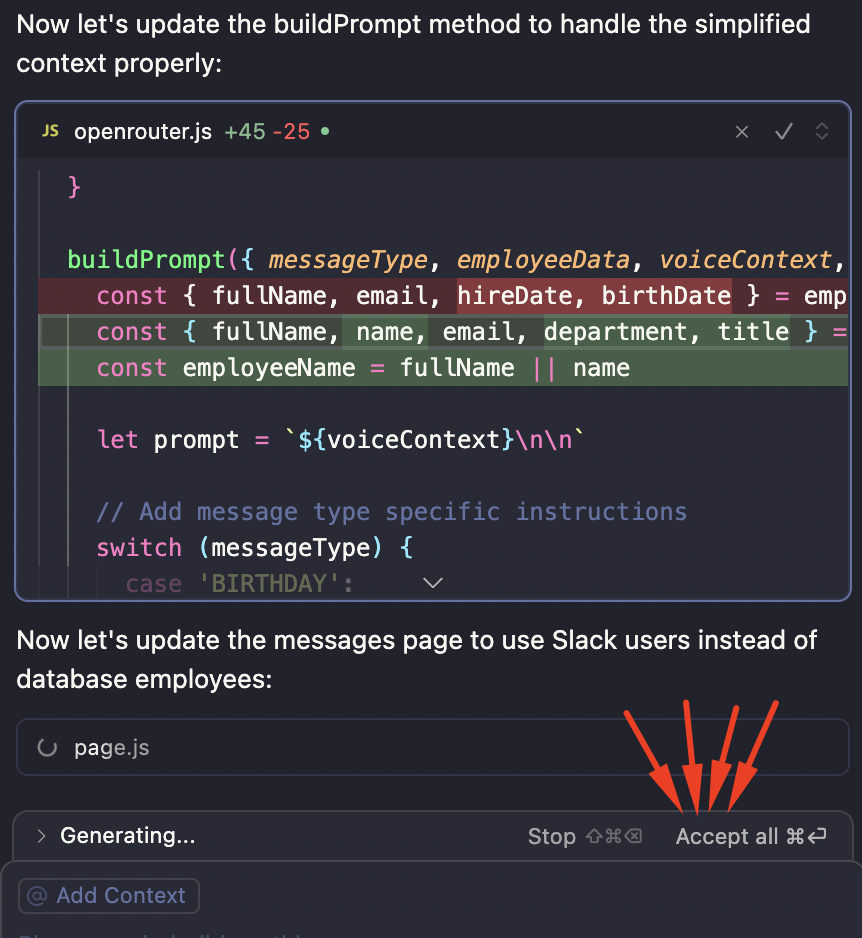 Now let's update the buildPrompt method to handle the simplified
context properly:
JS openrouter.js +45 -25
}
buildPrompt({ messageType, employeeData, voiceContext,
const { fullName, email, hireDate, birthDate } = emp
const { fullName, name, email, department, title } =
const employeeName = fullName || name
let prompt = `${voiceContext}\n\n`
// Add message type specific instructions
switch (messageType) {
case 'BIRTHDAY':
Now let's update the messages page to use Slack users instead of
database employees:
page.js
Generating... Stop ⇧⌘⌫ Accept all ⌘⏎
@ Add Context